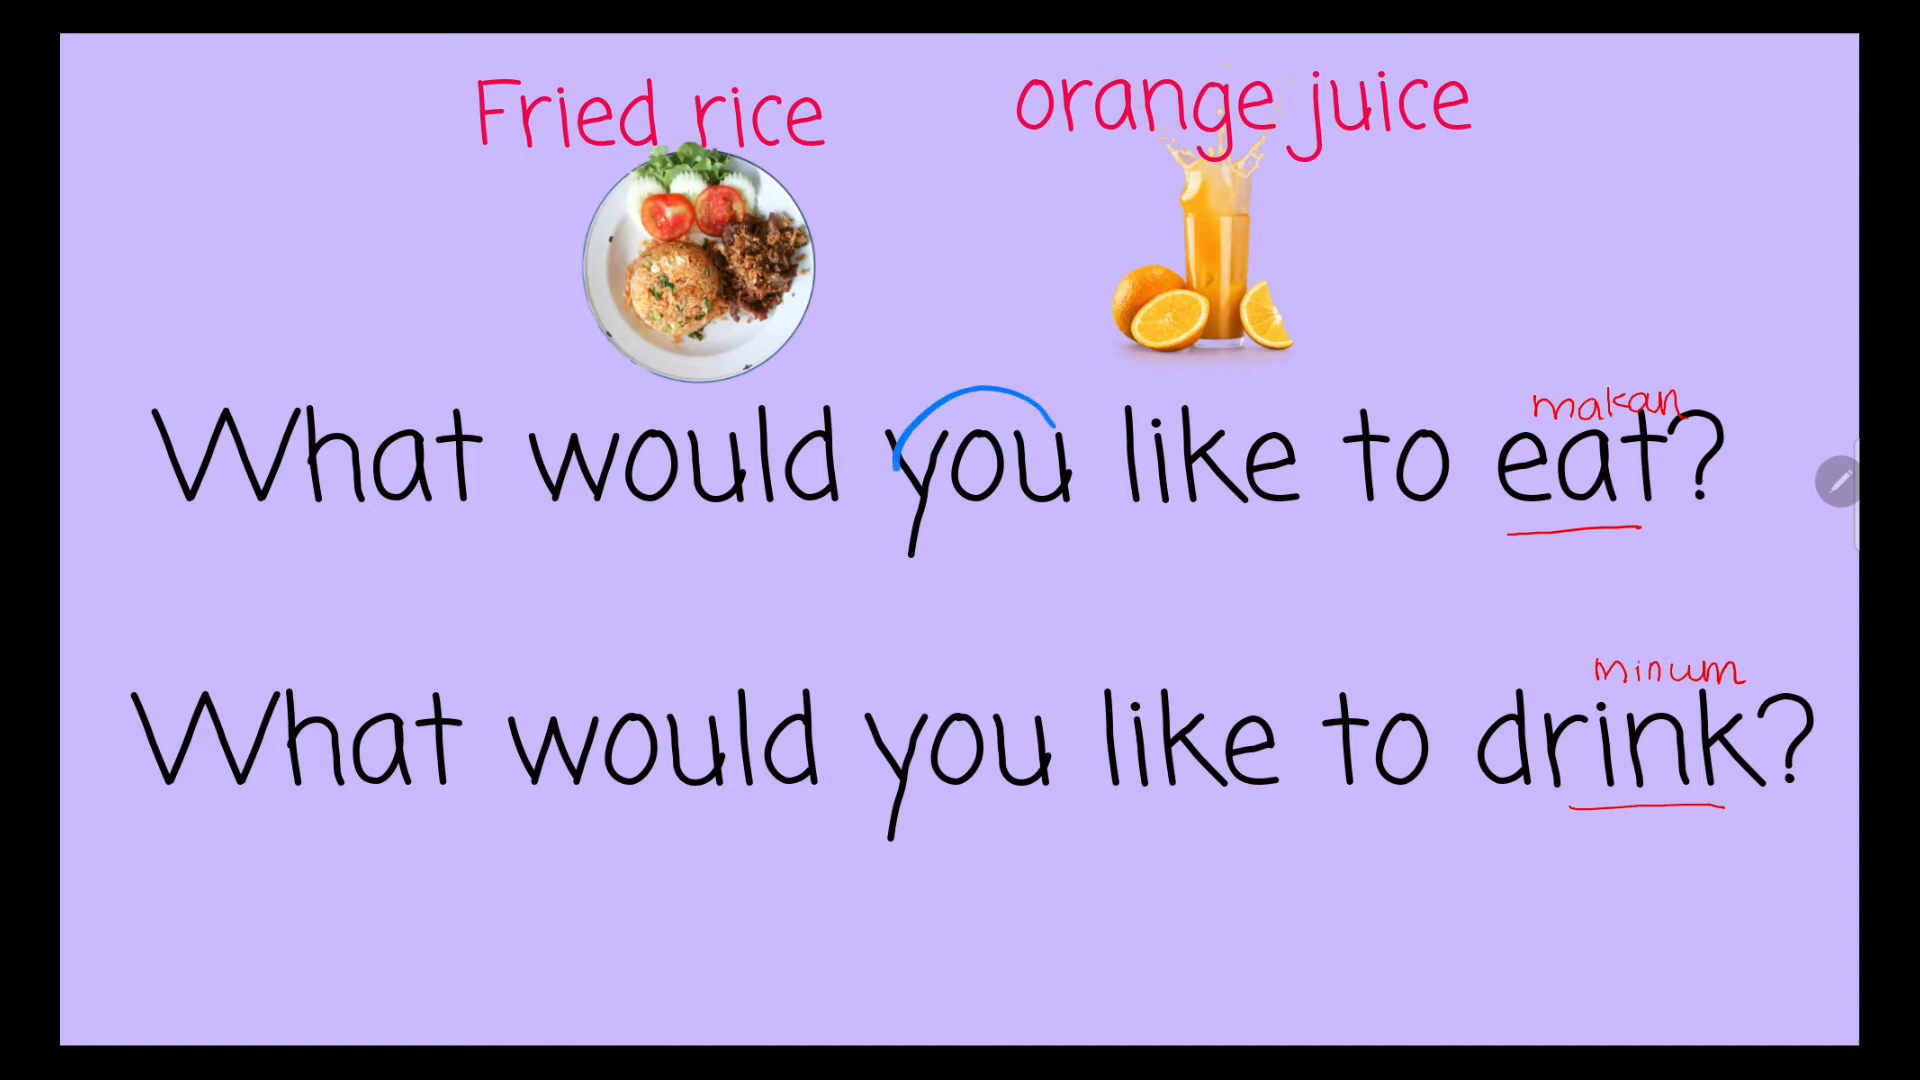 Fried rice
orange juice
makan
What would you like to eat?
minum
What would you like to drink?